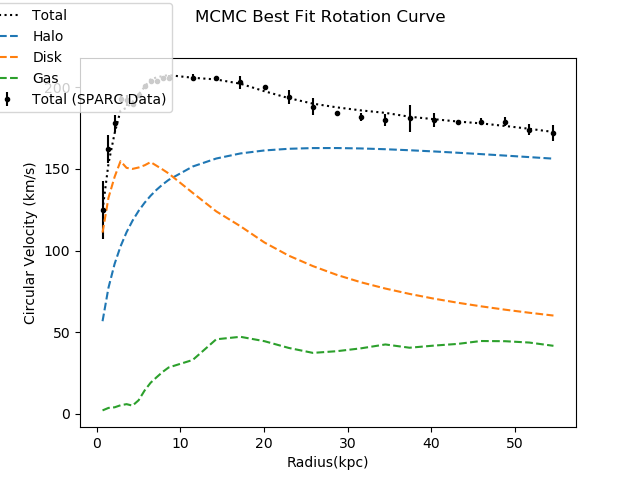 MCMC Best Fit Rotation Curve
Total
Halo
Disk
Gas
Total (SPARC Data)
200
150
100
50
0
Circular Velocity (km/s)
0 10 20 30 40 50
Radius(kpc)